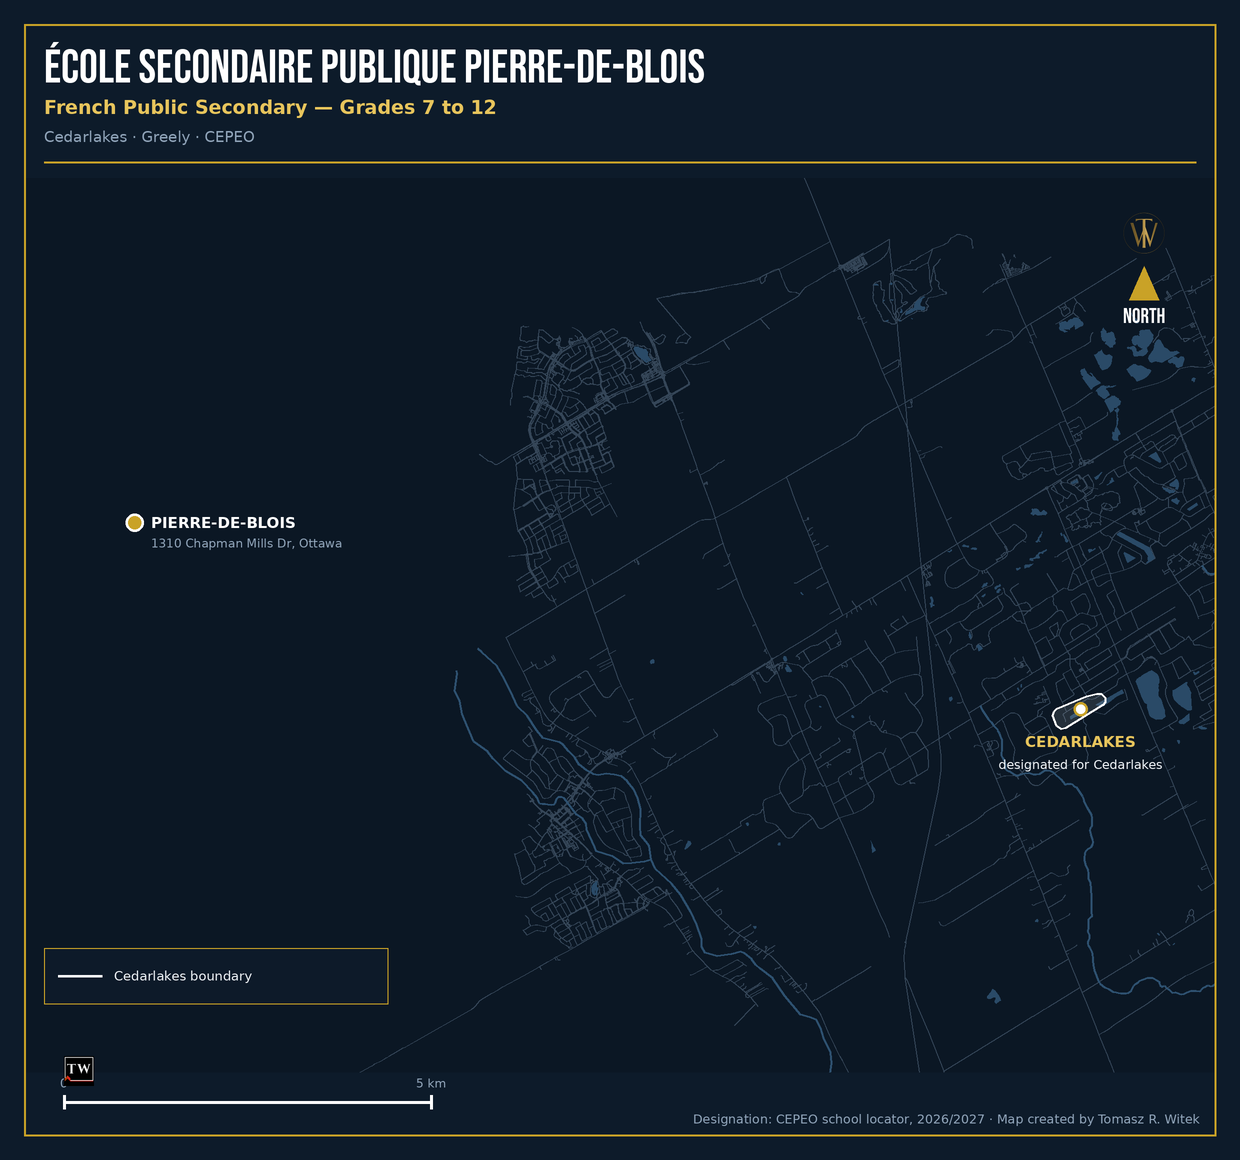 ÉCOLE SECONDAIRE PUBLIQUE PIERRE-DE-BLOIS
French Public Secondary — Grades 7 to 12
Cedarlakes · Greely · CEPEO
TW
NORTH
PIERRE-DE-BLOIS
1310 Chapman Mills Dr, Ottawa
CEDARLAKES
designated for Cedarlakes
Cedarlakes boundary
TW
0 5 km
Designation: CEPEO school locator, 2026/2027 · Map created by Tomasz R. Witek